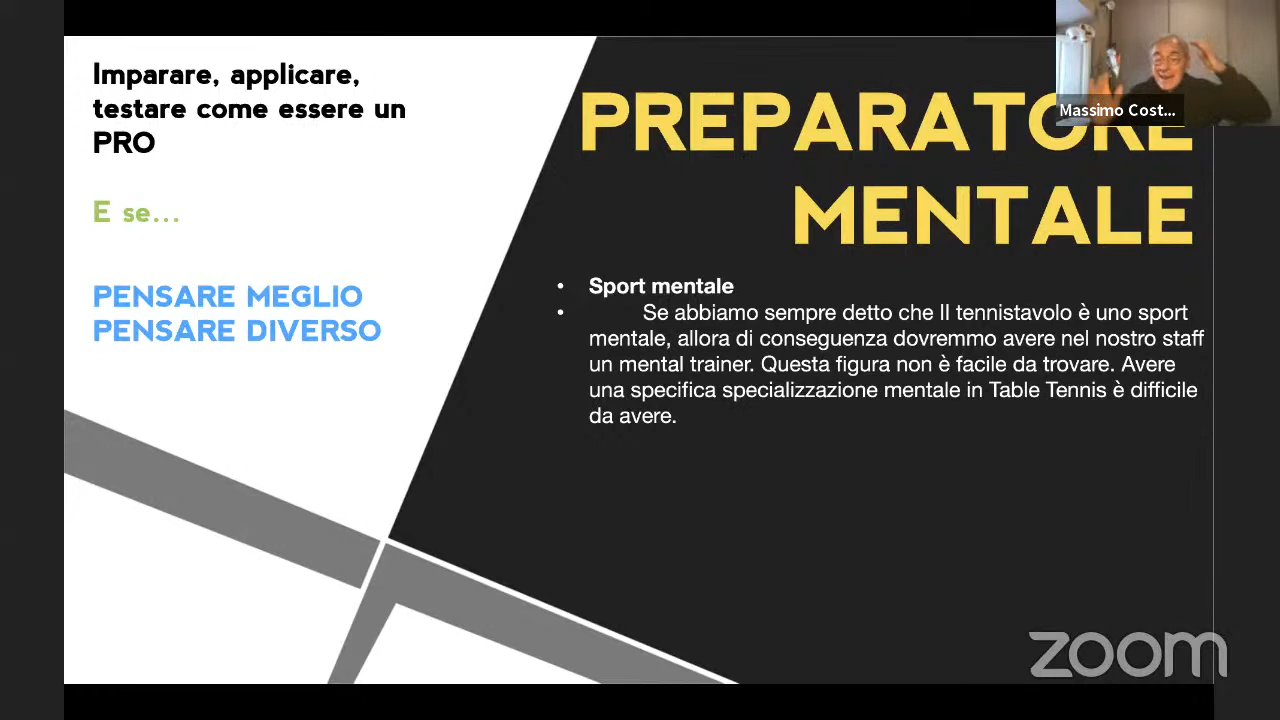 Imparare, applicare,
testare come essere un
PRO
E se...
PENSARE MEGLIO
PENSARE DIVERSO
PREPARATORE
MENTALE
Massimo Cost...
• Sport mentale
• Se abbiamo sempre detto che Il tennistavolo è uno sport
mentale, allora di conseguenza dovremmo avere nel nostro staff
un mental trainer. Questa figura non è facile da trovare. Avere
una specifica specializzazione mentale in Table Tennis è difficile
da avere.
zoom